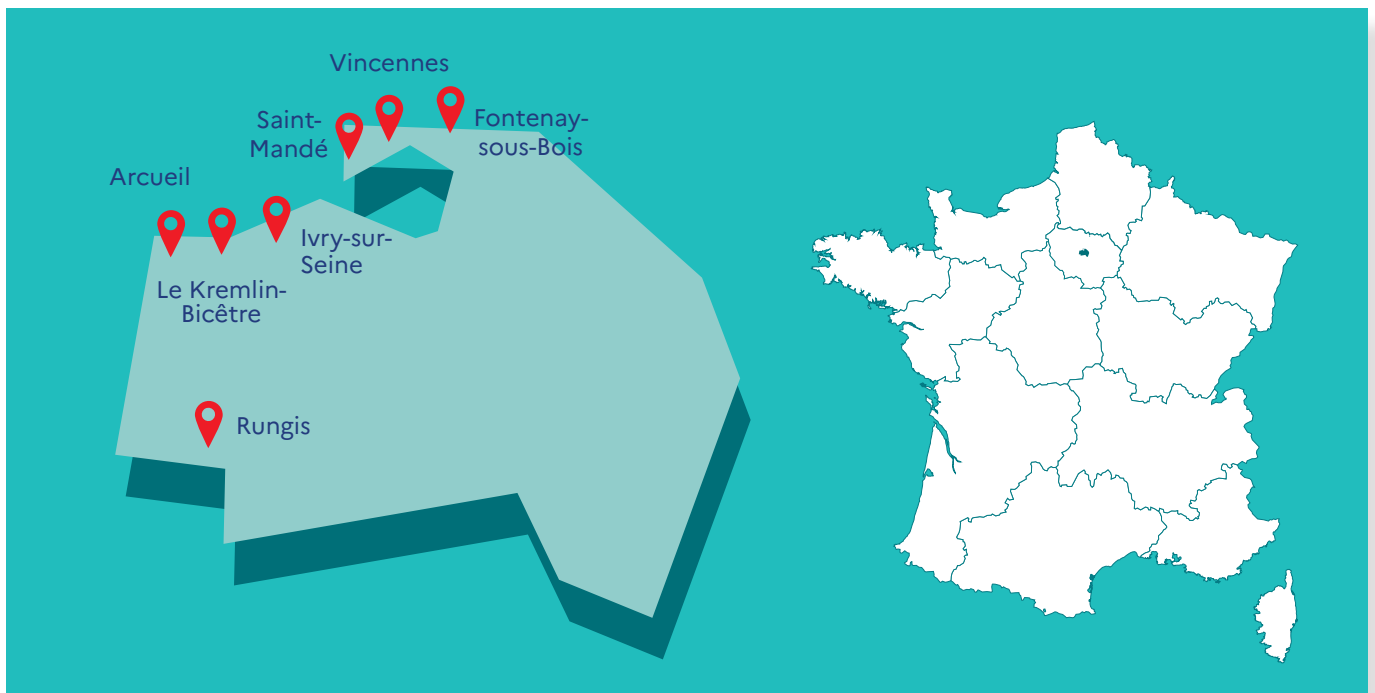 Vincennes
Saint-
Mandé
Fontenay-
sous-Bois
Arcueil
Ivry-sur-
Seine
Le Kremlin-
Bicêtre
Rungis